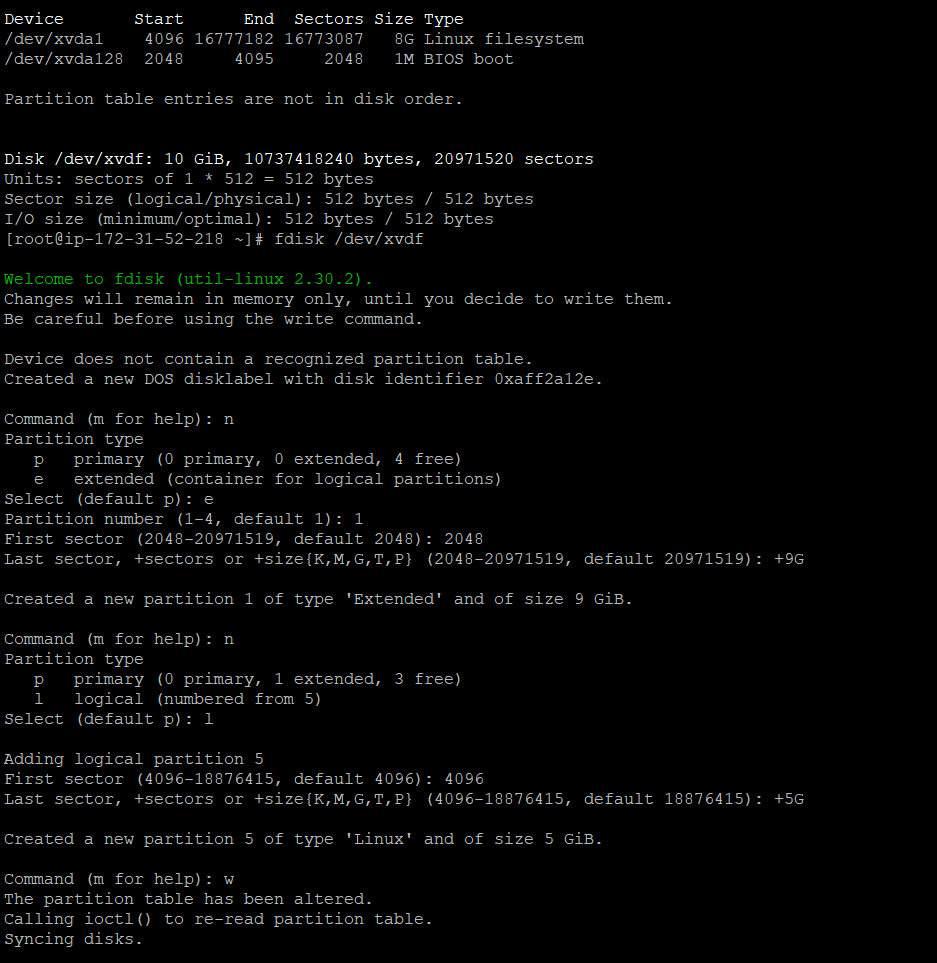 Device       Start      End  Sectors Size Type
/dev/xvda1    4096 16777182 16773087   8G Linux filesystem
/dev/xvda128  2048     4095     2048   1M BIOS boot
Partition table entries are not in disk order.
Disk /dev/xvdf: 10 GiB, 10737418240 bytes, 20971520 sectors
Units: sectors of 1 * 512 = 512 bytes
Sector size (logical/physical): 512 bytes / 512 bytes
I/O size (minimum/optimal): 512 bytes / 512 bytes
[root@ip-172-31-52-218 ~]# fdisk /dev/xvdf
Welcome to fdisk (util-linux 2.30.2).
Changes will remain in memory only, until you decide to write them.
Be careful before using the write command.
Device does not contain a recognized partition table.
Created a new DOS disklabel with disk identifier 0xaff2a12e.
Command (m for help): n
Partition type
   p   primary (0 primary, 0 extended, 4 free)
   e   extended (container for logical partitions)
Select (default p): e
Partition number (1-4, default 1): 1
First sector (2048-20971519, default 2048): 2048
Last sector, +sectors or +size{K,M,G,T,P} (2048-20971519, default 20971519): +9G
Created a new partition 1 of type 'Extended' and of size 9 GiB.
Command (m for help): n
Partition type
   p   primary (0 primary, 1 extended, 3 free)
   l   logical (numbered from 5)
Select (default p): l
Adding logical partition 5
First sector (4096-18876415, default 4096): 4096
Last sector, +sectors or +size{K,M,G,T,P} (4096-18876415, default 18876415): +5G
Created a new partition 5 of type 'Linux' and of size 5 GiB.
Command (m for help): w
The partition table has been altered.
Calling ioctl() to re-read partition table.
Syncing disks.